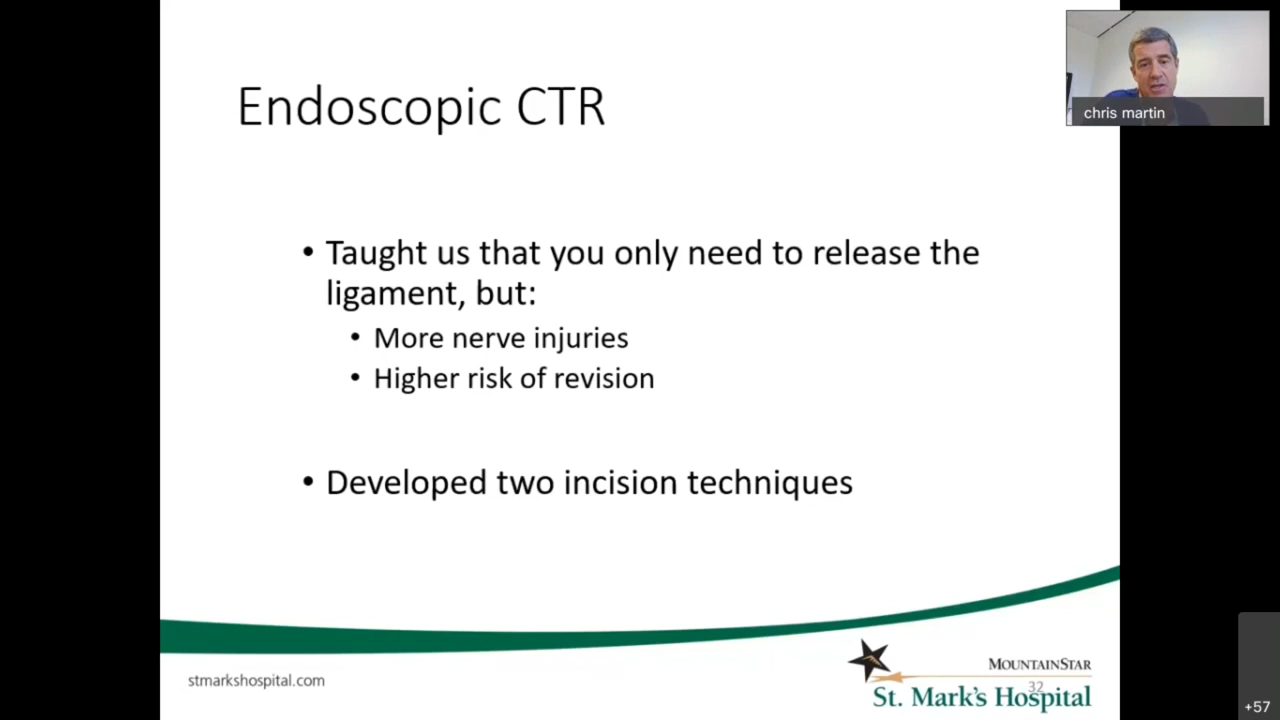 Endoscopic CTR
chris martin
• Taught us that you only need to release the
ligament, but:
• More nerve injuries
• Higher risk of revision
• Developed two incision techniques
stmarkshospital.com
MOUNTAINSTAR
32
St. Mark's Hospital
+57